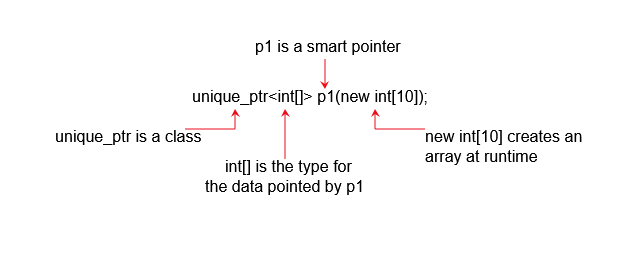 p1 is a smart pointer
unique_ptr<int[]> p1(new int[10]);
unique_ptr is a class
int[] is the type for
the data pointed by p1
new int[10] creates an
array at runtime